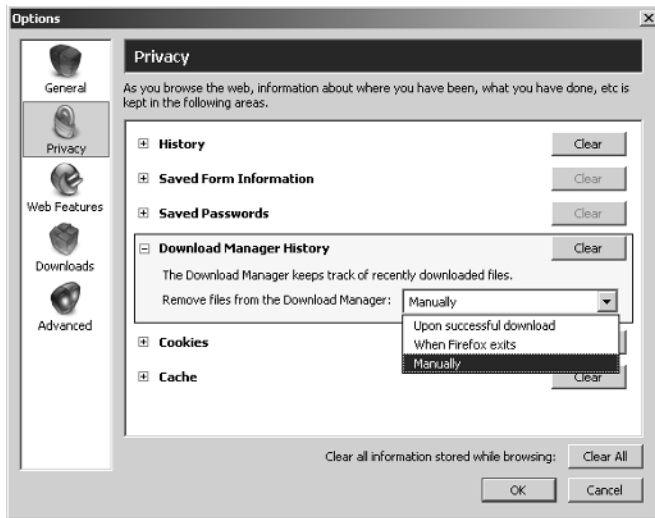 Options
General
Privacy
Web Features
Downloads
Advanced
Privacy
As you browse the web, information about where you have been, what you have done, etc is
kept in the following areas.
History Clear
Saved Form Information Clear
Saved Passwords Clear
Download Manager History Clear
The Download Manager keeps track of recently downloaded files.
Remove files from the Download Manager: Manually
Upon successful download
When Firefox exits
Manually
Cookies
Cache Clear
Clear all information stored while browsing: Clear All
OK Cancel